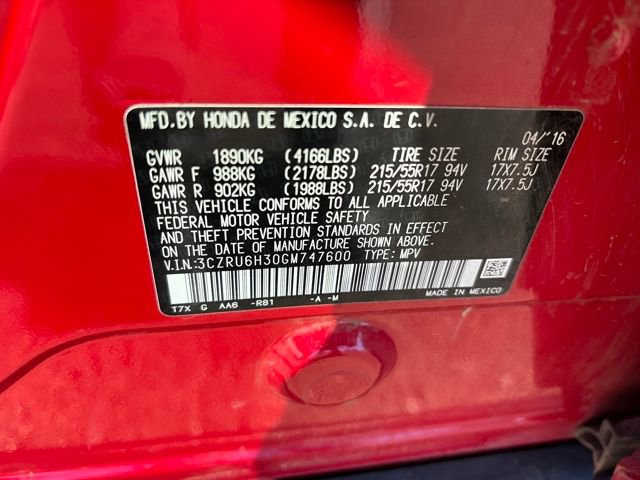 MFD. BY HONDA DE MEXICO S.A. DE C.V.
04/'16
GVWR 1890KG (4166LBS) TIRE SIZE RIM SIZE
GAWR F 988KG (2178LBS) 215/55R17 94V 17X7.5J
GAWR R 902KG (1988LBS) 215/55R17 94V 17X7.5J
THIS VEHICLE CONFORMS TO ALL APPLICABLE
FEDERAL MOTOR VEHICLE SAFETY
AND THEFT PREVENTION STANDARDS IN EFFECT
ON THE DATE OF MANUFACTURE SHOWN ABOVE.
V.I.N.:3CZRU6H30GM747600 TYPE: MPV
MADE IN MEXICO
T7X G AA6 -R81 -A -M